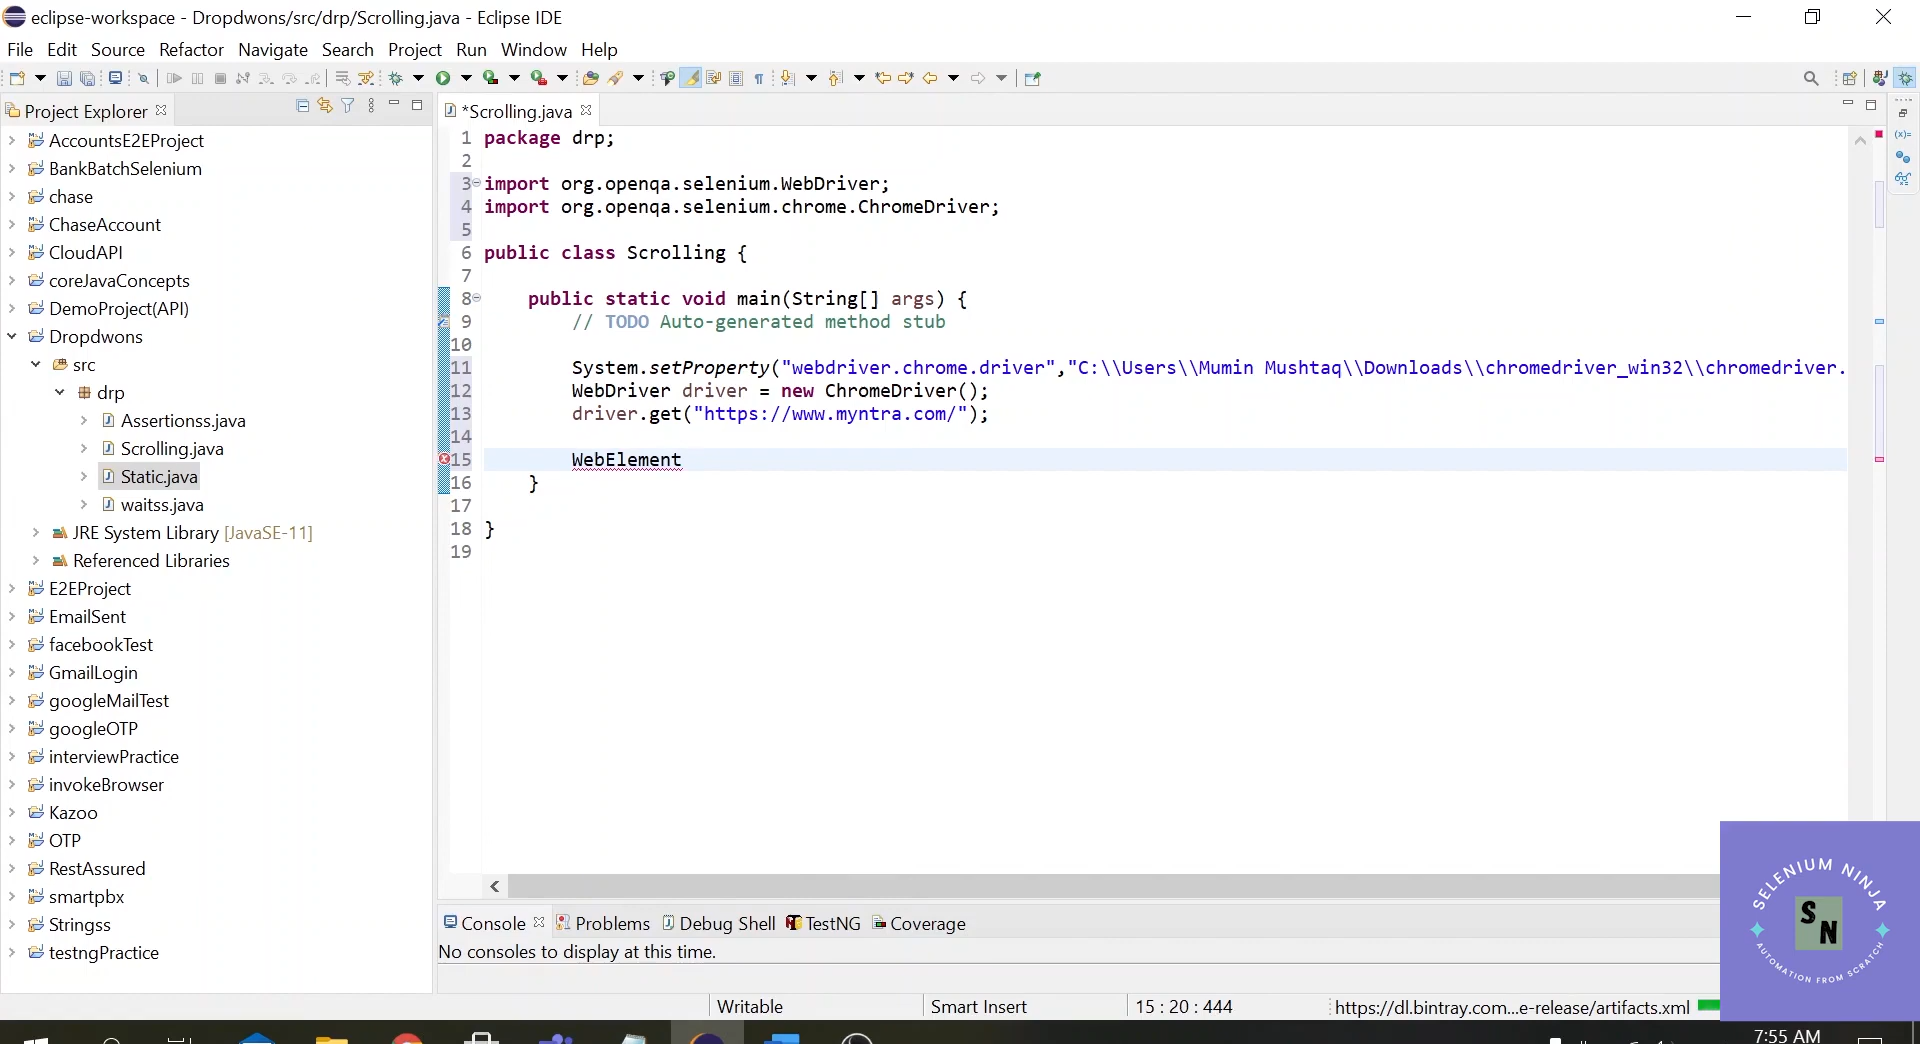 eclipse-workspace - Dropdwons/src/drp/Scrolling.java - Eclipse IDE
File Edit Source Refactor Navigate Search Project Run Window Help
Project Explorer
AccountsE2EProject
BankBatchSelenium
chase
ChaseAccount
CloudAPI
coreJavaConcepts
DemoProject(API)
Dropdwons
src
drp
Assertionss.java
Scrolling.java
Static.java
waitss.java
JRE System Library [JavaSE-11]
Referenced Libraries
E2EProject
EmailSent
facebookTest
GmailLogin
googleMailTest
googleOTP
interviewPractice
invokeBrowser
Kazoo
OTP
RestAssured
smartpbx
Stringss
testngPractice
*Scrolling.java
1 package drp;
2
3 import org.openqa.selenium.WebDriver;
4 import org.openqa.selenium.chrome.ChromeDriver;
5
6 public class Scrolling {
7
8 public static void main(String[] args) {
9 // TODO Auto-generated method stub
10
11 System.setProperty("webdriver.chrome.driver","C:\\Users\\Mumin Mushtaq\\Downloads\\chromedriver_win32\\chromedriver.
12 WebDriver driver = new ChromeDriver();
13 driver.get("https://www.myntra.com/");
14
15 WebElement
16 }
17
18 }
19
Console Problems Debug Shell TestNG Coverage
No consoles to display at this time.
Writable Smart Insert 15 : 20 : 444 https://dl.bintray.com...e-release/artifacts.xml
SELENIUM NINJA
SN
AUTOMATION FROM SCRATCH
7:55 AM